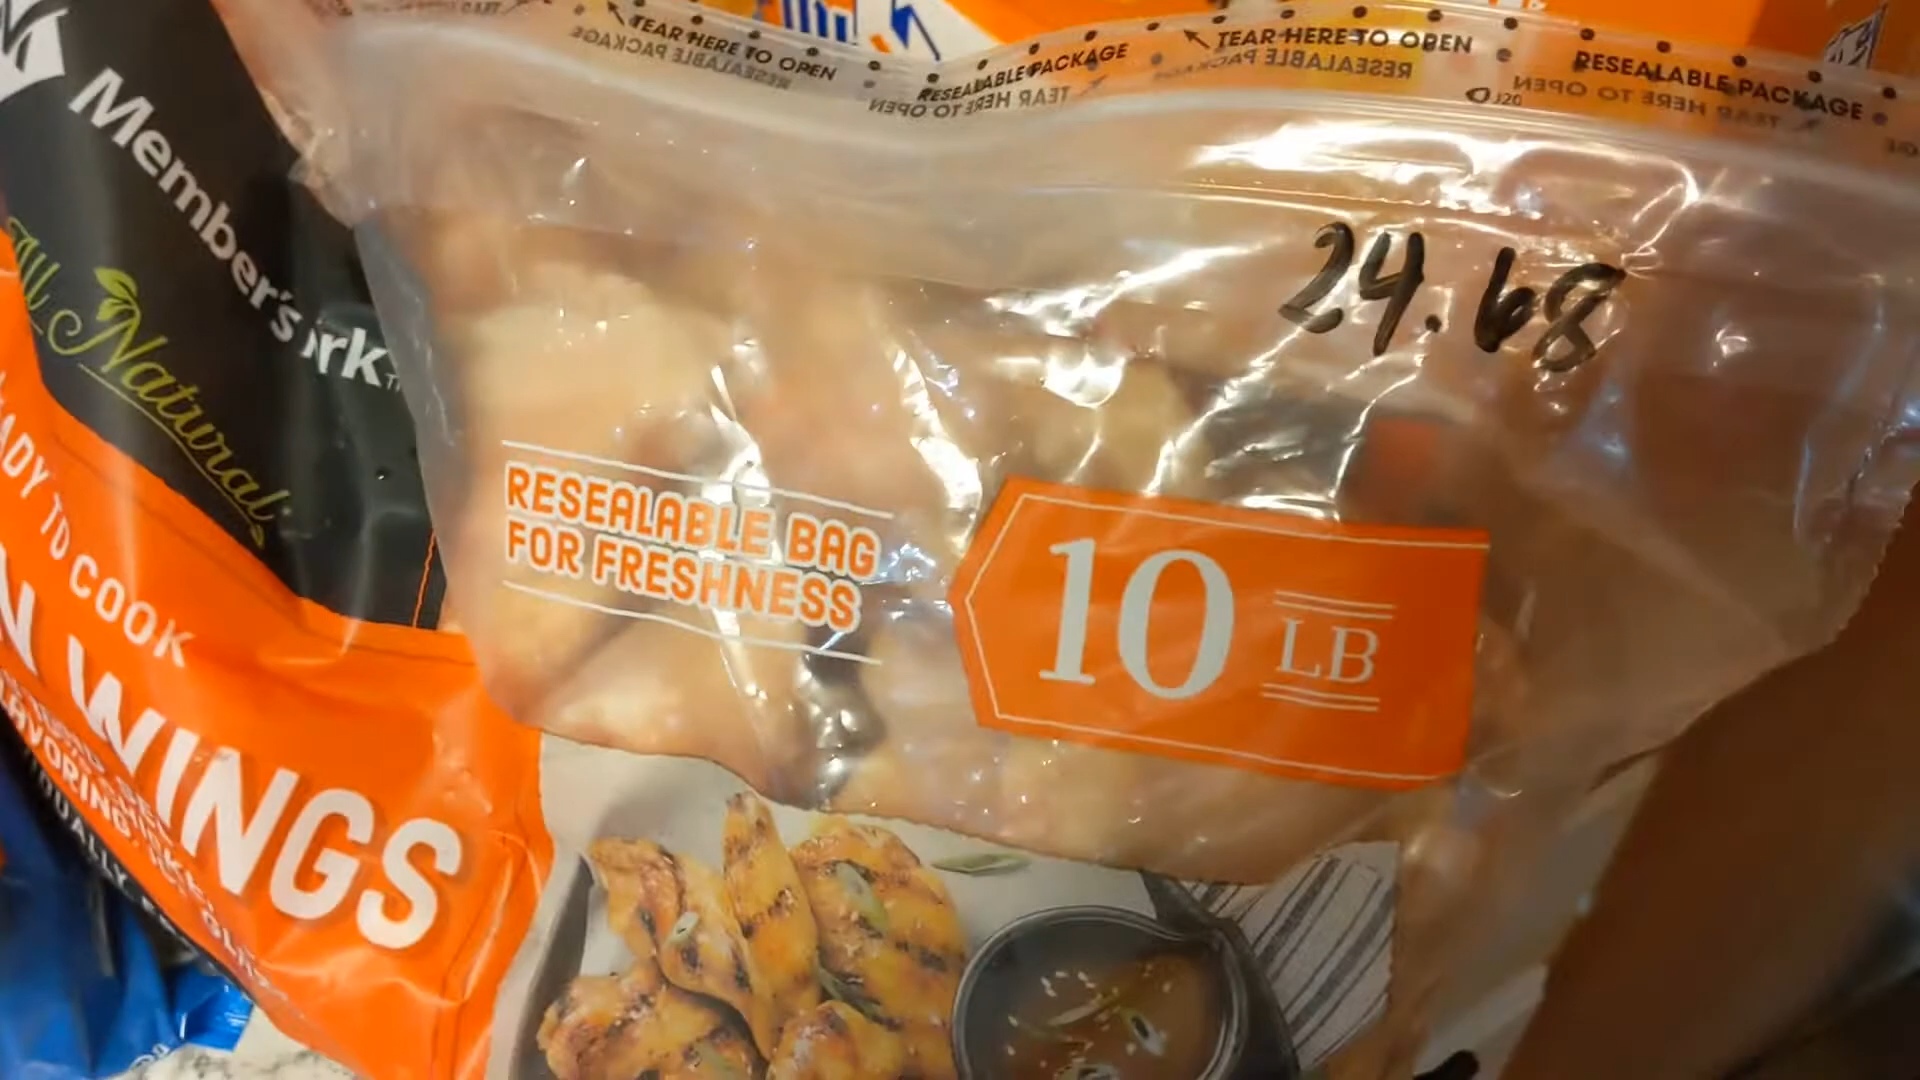 TEAR HERE TO OPEN
RESEALABLE PACKAGE
RESEALABLE PACKAGE
TEAR HERE TO OPEN
TEAR HERE TO OPEN
RESEALABLE PACKAGE
RESEALABLE PACKAGE
TEAR HERE TO OPEN
Member's
All Natural
24.68
RESEALABLE BAG
FOR FRESHNESS
10 LB
TO COOK
WINGS